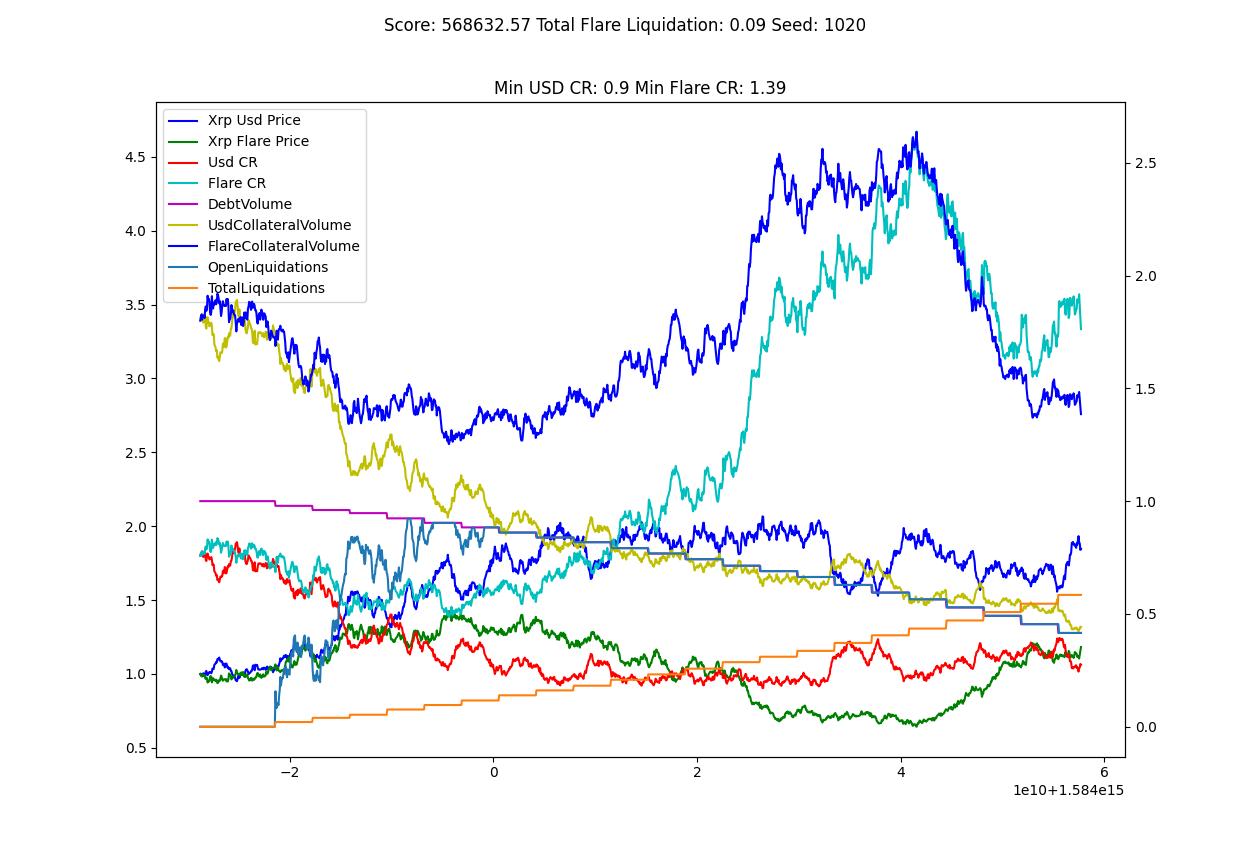 Score: 568632.57 Total Flare Liquidation: 0.09 Seed: 1020
Min USD CR: 0.9 Min Flare CR: 1.39
Xrp Usd Price
Xrp Flare Price
Usd CR
Flare CR
DebtVolume
UsdCollateralVolume
FlareCollateralVolume
OpenLiquidations
TotalLiquidations
4.5
4.0
3.5
3.0
2.5
2.0
1.5
1.0
0.5
2.5
2.0
1.5
1.0
0.5
0.0
−2
0
2
4
6
1e10+1.584e15